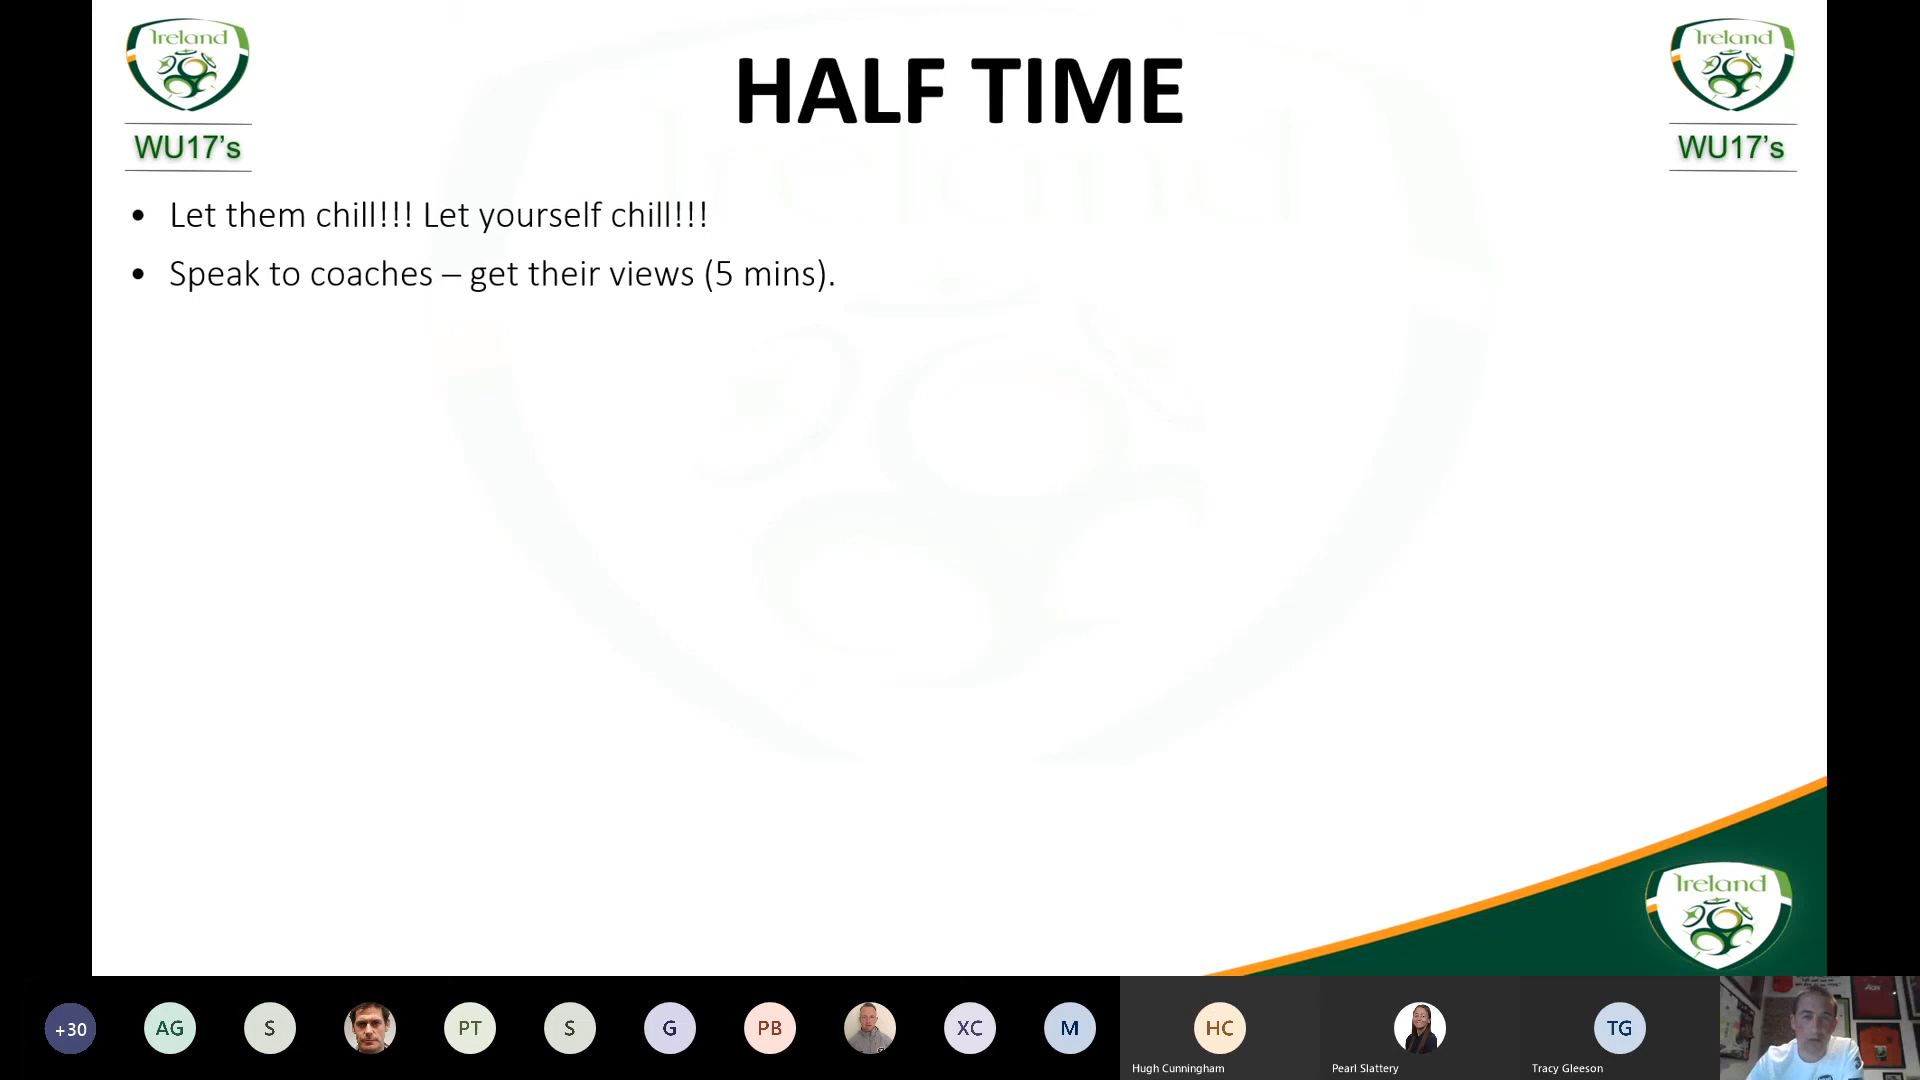 Ireland
WU17’s
HALF TIME
Ireland
WU17’s
• Let them chill!!! Let yourself chill!!!
• Speak to coaches – get their views (5 mins).
Ireland
Ireland
+30
AG
S
PT
S
G
PB
XC
M
HC
Hugh Cunningham
Pearl Slattery
TG
Tracy Gleeson